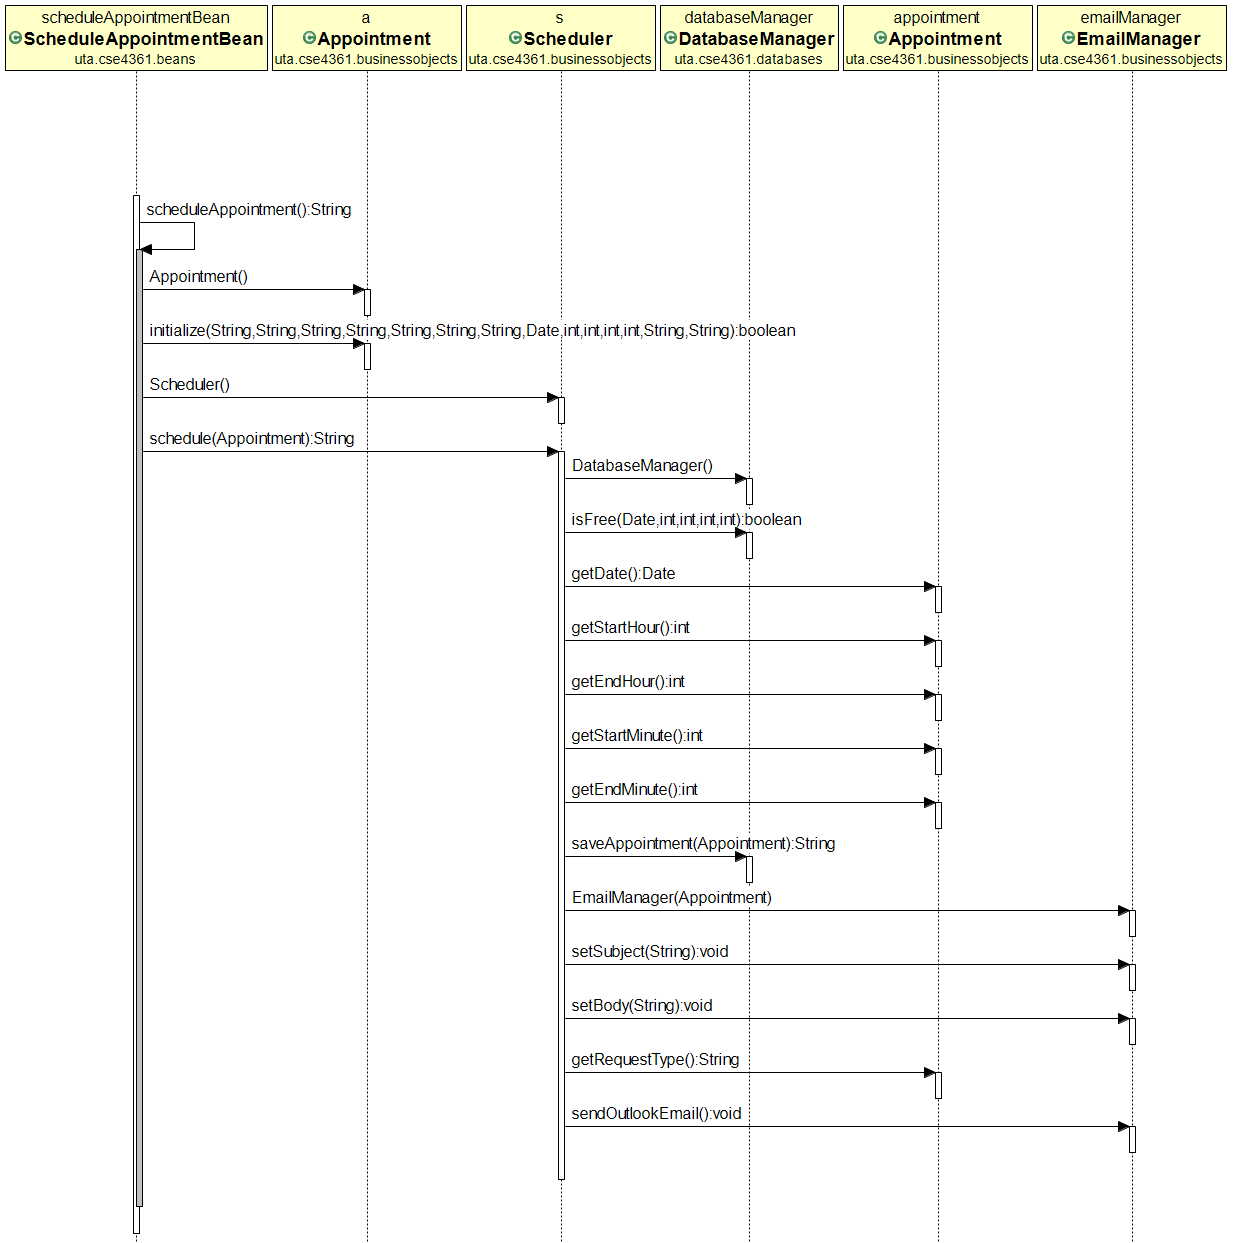 scheduleAppointmentBean
ScheduleAppointmentBean
uta.cse4361.beans
a
Appointment
uta.cse4361.businessobjects
s
Scheduler
uta.cse4361.businessobjects
databaseManager
DatabaseManager
uta.cse4361.databases
appointment
Appointment
uta.cse4361.businessobjects
emailManager
EmailManager
uta.cse4361.businessobjects
scheduleAppointment():String
Appointment()
initialize(String,String,String,String,String,String,String,Date,int,int,int,int,String,String):boolean
Scheduler()
schedule(Appointment):String
DatabaseManager()
isFree(Date,int,int,int,int):boolean
getDate():Date
getStartHour():int
getEndHour():int
getStartMinute():int
getEndMinute():int
saveAppointment(Appointment):String
EmailManager(Appointment)
setSubject(String):void
setBody(String):void
getRequestType():String
sendOutlookEmail():void